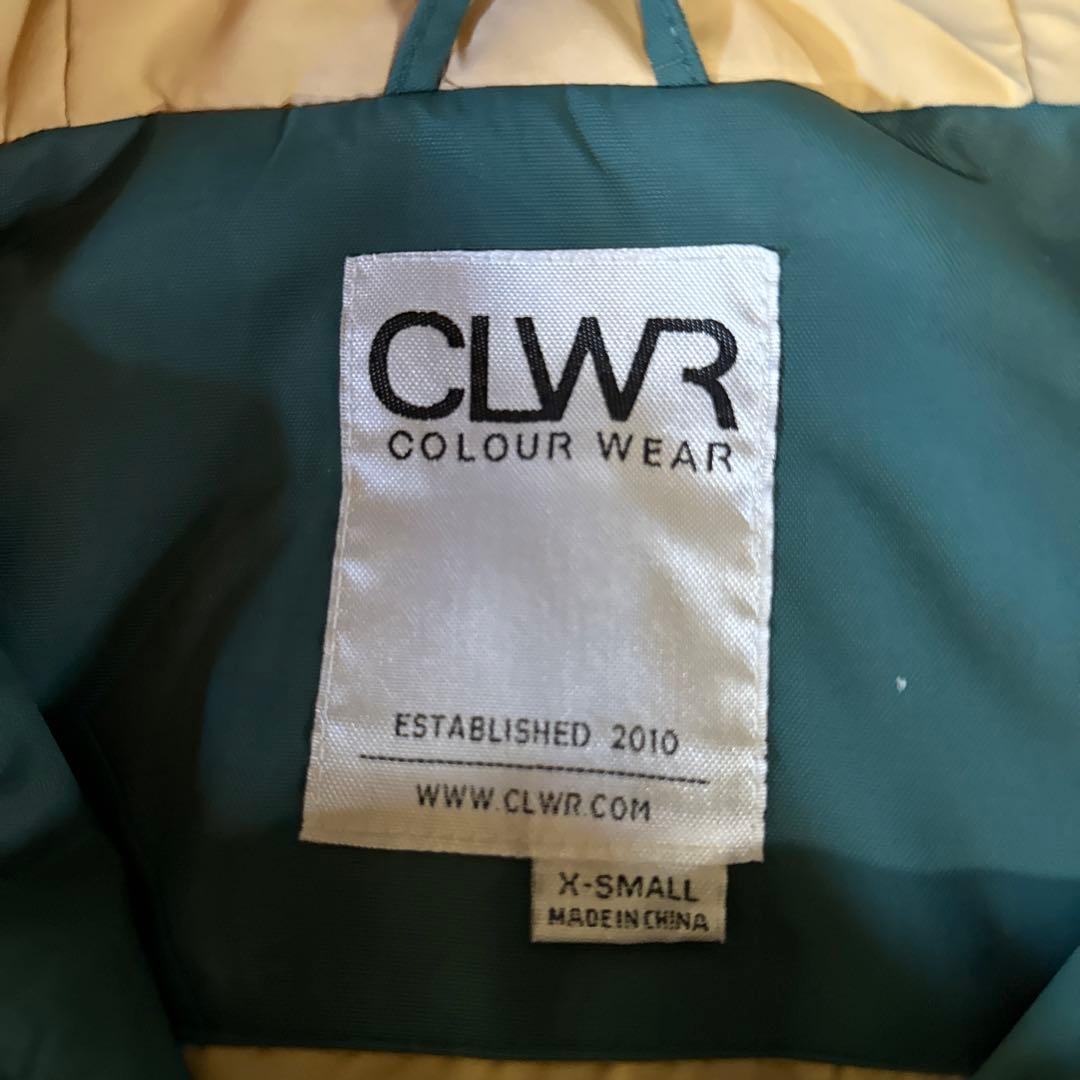 CLWR
COLOUR WEAR
ESTABLISHED 2010
WWW.CLWR.COM
X-SMALL
MADE IN CHINA